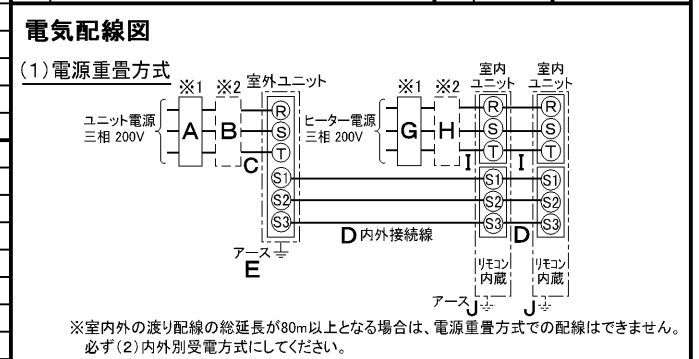 電気配線図
(1)電源重畳方式
※1 ※2 室外ユニット
※1 ※2 室内ユニット 室内ユニット
ユニット電源
三相 200V
A B C
R
S
T
S1
S2
S3
ヒーター電源
三相 200V
G H I I
R
S
T
S1
S2
S3
R
S
T
S1
S2
S3
D 内外接続線
D
アース
E
リモコン
内蔵
リモコン
内蔵
アース J J
※室内外の渡り配線の総延長が80m以上となる場合は、電源重畳方式での配線はできません。
必ず(2)内外別受電方式にしてください。